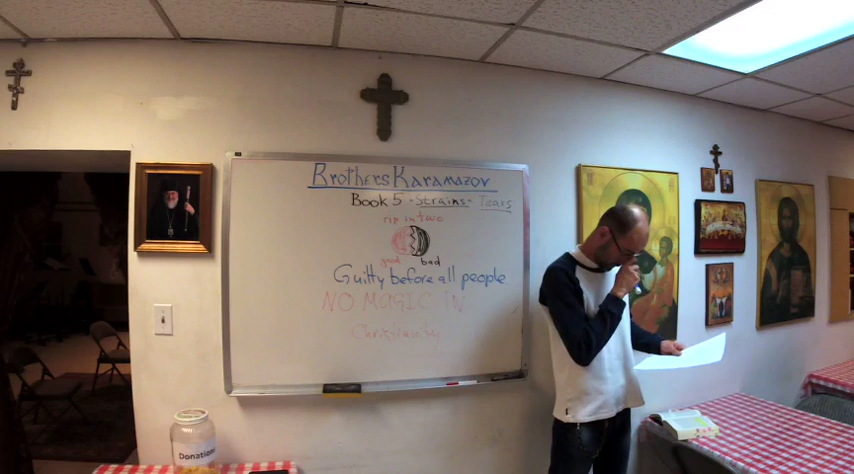 Brothers Karamazov
Book 5 - Strains - Tears
rip in two
good bad
Guilty before all people
NO MAGIC IN
Christianity
Donations